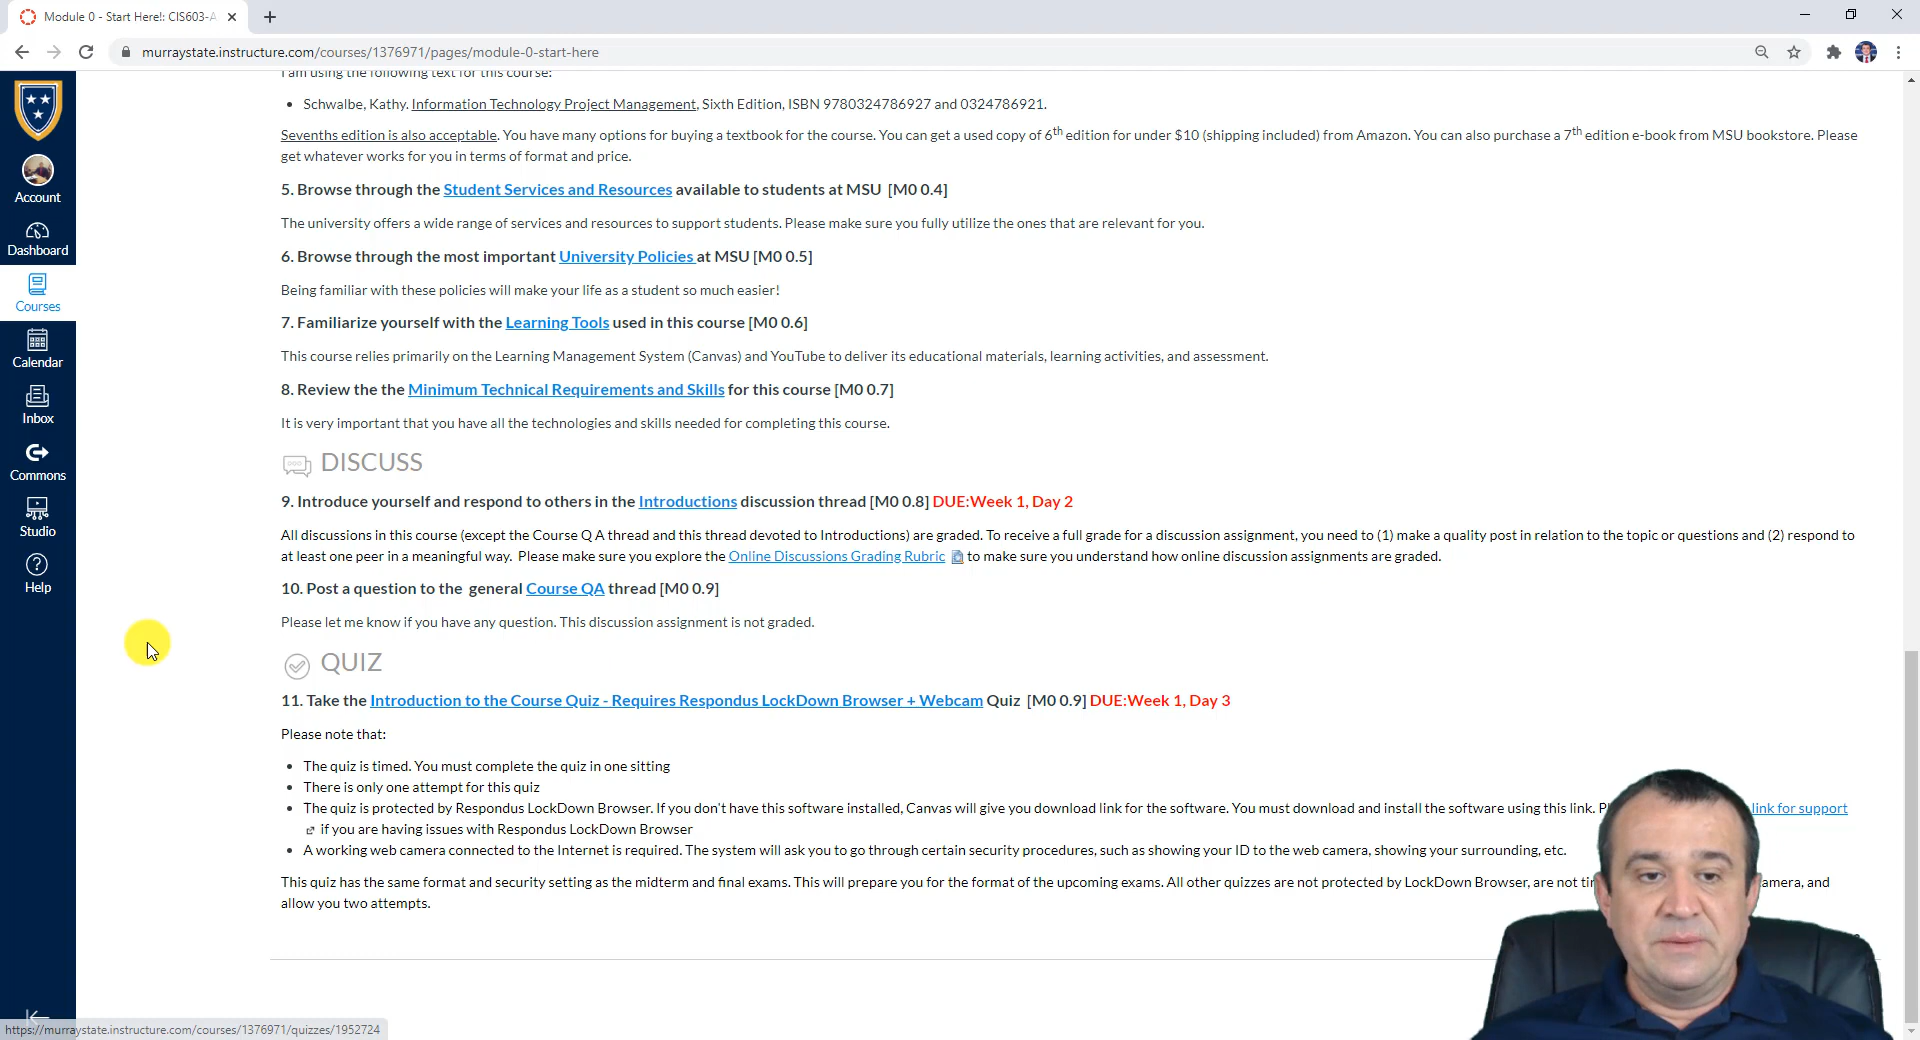 Module 0 - Start Here!: CIS603-A
murraystate.instructure.com/courses/1376971/pages/module-0-start-here
I am using the following text for this course:
Schwalbe, Kathy. Information Technology Project Management, Sixth Edition, ISBN 9780324786927 and 0324786921.
Sevenths edition is also acceptable. You have many options for buying a textbook for the course. You can get a used copy of 6th edition for under $10 (shipping included) from Amazon. You can also purchase a 7th edition e-book from MSU bookstore. Please
get whatever works for you in terms of format and price.
5. Browse through the Student Services and Resources available to students at MSU [M0 0.4]
The university offers a wide range of services and resources to support students. Please make sure you fully utilize the ones that are relevant for you.
6. Browse through the most important University Policies at MSU [M0 0.5]
Being familiar with these policies will make your life as a student so much easier!
7. Familiarize yourself with the Learning Tools used in this course [M0 0.6]
This course relies primarily on the Learning Management System (Canvas) and YouTube to deliver its educational materials, learning activities, and assessment.
8. Review the the Minimum Technical Requirements and Skills for this course [M0 0.7]
It is very important that you have all the technologies and skills needed for completing this course.
DISCUSS
9. Introduce yourself and respond to others in the Introductions discussion thread [M0 0.8] DUE:Week 1, Day 2
All discussions in this course (except the Course Q A thread and this thread devoted to Introductions) are graded. To receive a full grade for a discussion assignment, you need to (1) make a quality post in relation to the topic or questions and (2) respond to
at least one peer in a meaningful way. Please make sure you explore the Online Discussions Grading Rubric to make sure you understand how online discussion assignments are graded.
10. Post a question to the general Course QA thread [M0 0.9]
Please let me know if you have any question. This discussion assignment is not graded.
QUIZ
11. Take the Introduction to the Course Quiz - Requires Respondus LockDown Browser + Webcam Quiz [M0 0.9] DUE:Week 1, Day 3
Please note that:
The quiz is timed. You must complete the quiz in one sitting
There is only one attempt for this quiz
The quiz is protected by Respondus LockDown Browser. If you don't have this software installed, Canvas will give you download link for the software. You must download and install the software using this link. link for support
if you are having issues with Respondus LockDown Browser
A working web camera connected to the Internet is required. The system will ask you to go through certain security procedures, such as showing your ID to the web camera, showing your surrounding, etc.
This quiz has the same format and security setting as the midterm and final exams. This will prepare you for the format of the upcoming exams. All other quizzes are not protected by LockDown Browser, are not and
allow you two attempts.
Account
Dashboard
Courses
Calendar
Inbox
Commons
Studio
Help
https://murraystate.instructure.com/courses/1376971/quizzes/1952724